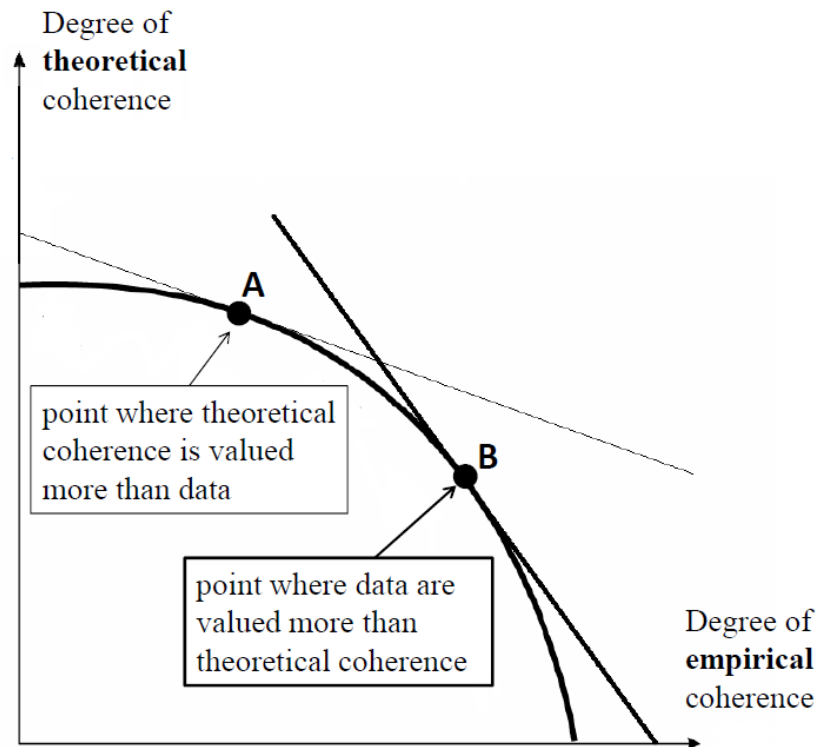 Degree of
theoretical
coherence
A
point where theoretical
coherence is valued
more than data
B
point where data are
valued more than
theoretical coherence
Degree of
empirical
coherence